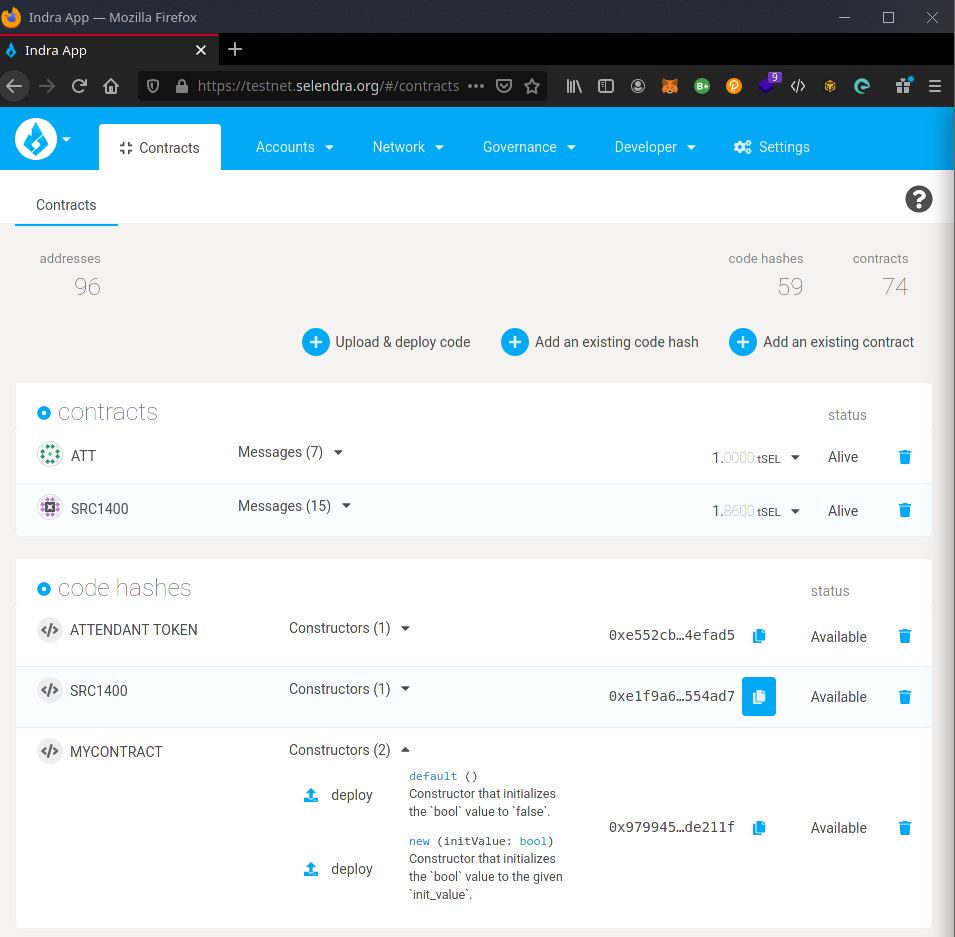 Indra App — Mozilla Firefox
Indra App
https://testnet.selendra.org/#/contracts
B+
9
Contracts
Accounts
Network
Governance
Developer
Settings
Contracts
?
addresses
96
code hashes
59
contracts
74
Upload & deploy code
Add an existing code hash
Add an existing contract
contracts
status
ATT
Messages (7)
1.0000 tSEL
Alive
SRC1400
Messages (15)
1.8600 tSEL
Alive
code hashes
status
ATTENDANT TOKEN
Constructors (1)
0xe552cb…4efad5
Available
SRC1400
Constructors (1)
0xe1f9a6…554ad7
Available
MYCONTRACT
Constructors (2)
deploy
default ()
Constructor that initializes
the `bool` value to `false`.
deploy
new (initValue: bool)
Constructor that initializes
the `bool` value to the given
`init_value`.
0x979945…de211f
Available